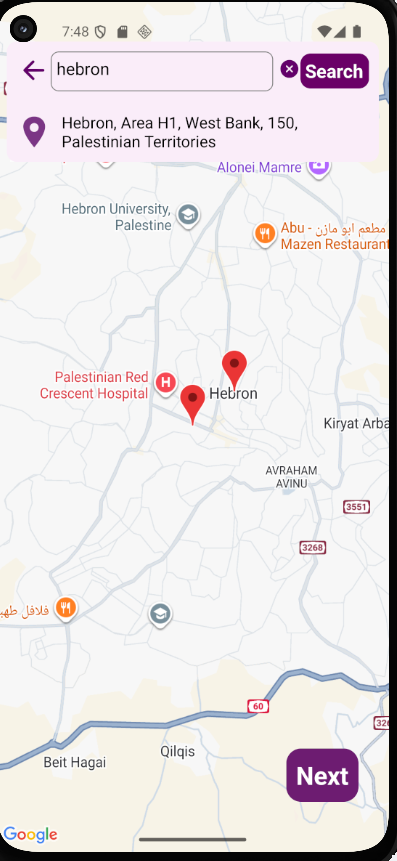 7:48
hebron
Search
Hebron, Area H1, West Bank, 150,
Palestinian Territories
Alonei Mamre
Hebron University,
Palestine
مطعم ابو مازن - Abu
Mazen Restaurant
Palestinian Red
Crescent Hospital
H
Hebron
Kiryat Arba
AVRAHAM
AVINU
3551
3268
فلافل
60
Qilqis
Beit Hagai
Next
Google